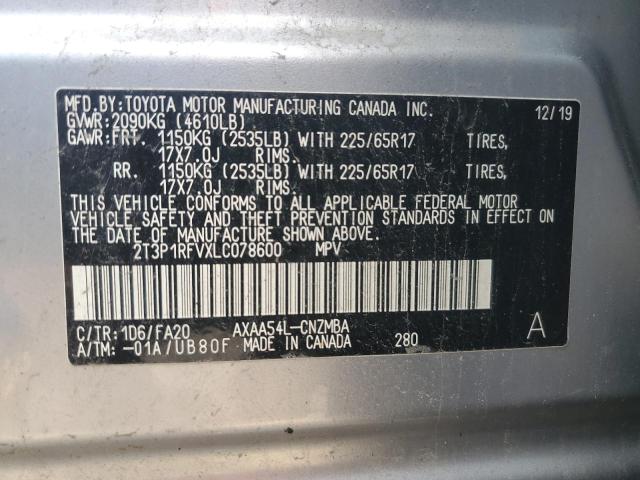 MFD.BY:TOYOTA MOTOR MANUFACTURING CANADA INC. 12/19
GVWR:2090KG (4610LB)
GAWR:FRT. 1150KG (2535LB) WITH 225/65R17 TIRES,
17X7.0J RIMS.
RR. 1150KG (2535LB) WITH 225/65R17 TIRES,
17X7.0J RIMS.
THIS VEHICLE CONFORMS TO ALL APPLICABLE FEDERAL MOTOR
VEHICLE SAFETY AND THEFT PREVENTION STANDARDS IN EFFECT ON
THE DATE OF MANUFACTURE SHOWN ABOVE.
2T3P1RFVXLC078600 MPV
C/TR:1D6/FA20 AXAA54L-CNZMBA A
A/TM:-01A/UB80F MADE IN CANADA 280